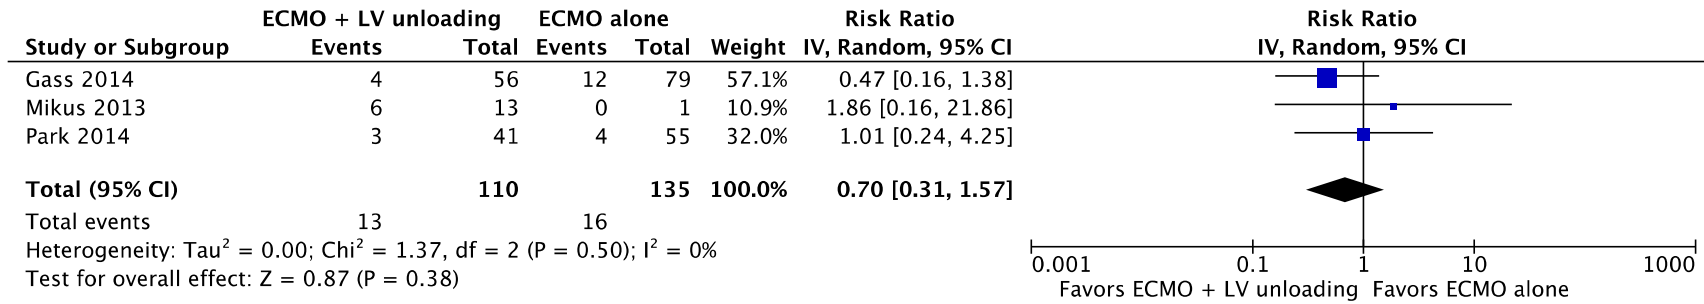 ECMO + LV unloading ECMO alone Risk Ratio Risk Ratio
Study or Subgroup Events Total Events Total Weight IV, Random, 95% CI IV, Random, 95% CI
Gass 2014 4 56 12 79 57.1% 0.47 [0.16, 1.38]
Mikus 2013 6 13 0 1 10.9% 1.86 [0.16, 21.86]
Park 2014 3 41 4 55 32.0% 1.01 [0.24, 4.25]
Total (95% CI) 110 135 100.0% 0.70 [0.31, 1.57]
Total events 13 16
Heterogeneity: Tau² = 0.00; Chi² = 1.37, df = 2 (P = 0.50); I² = 0%
Test for overall effect: Z = 0.87 (P = 0.38)
0.001 0.1 1 10 1000
Favors ECMO + LV unloading Favors ECMO alone